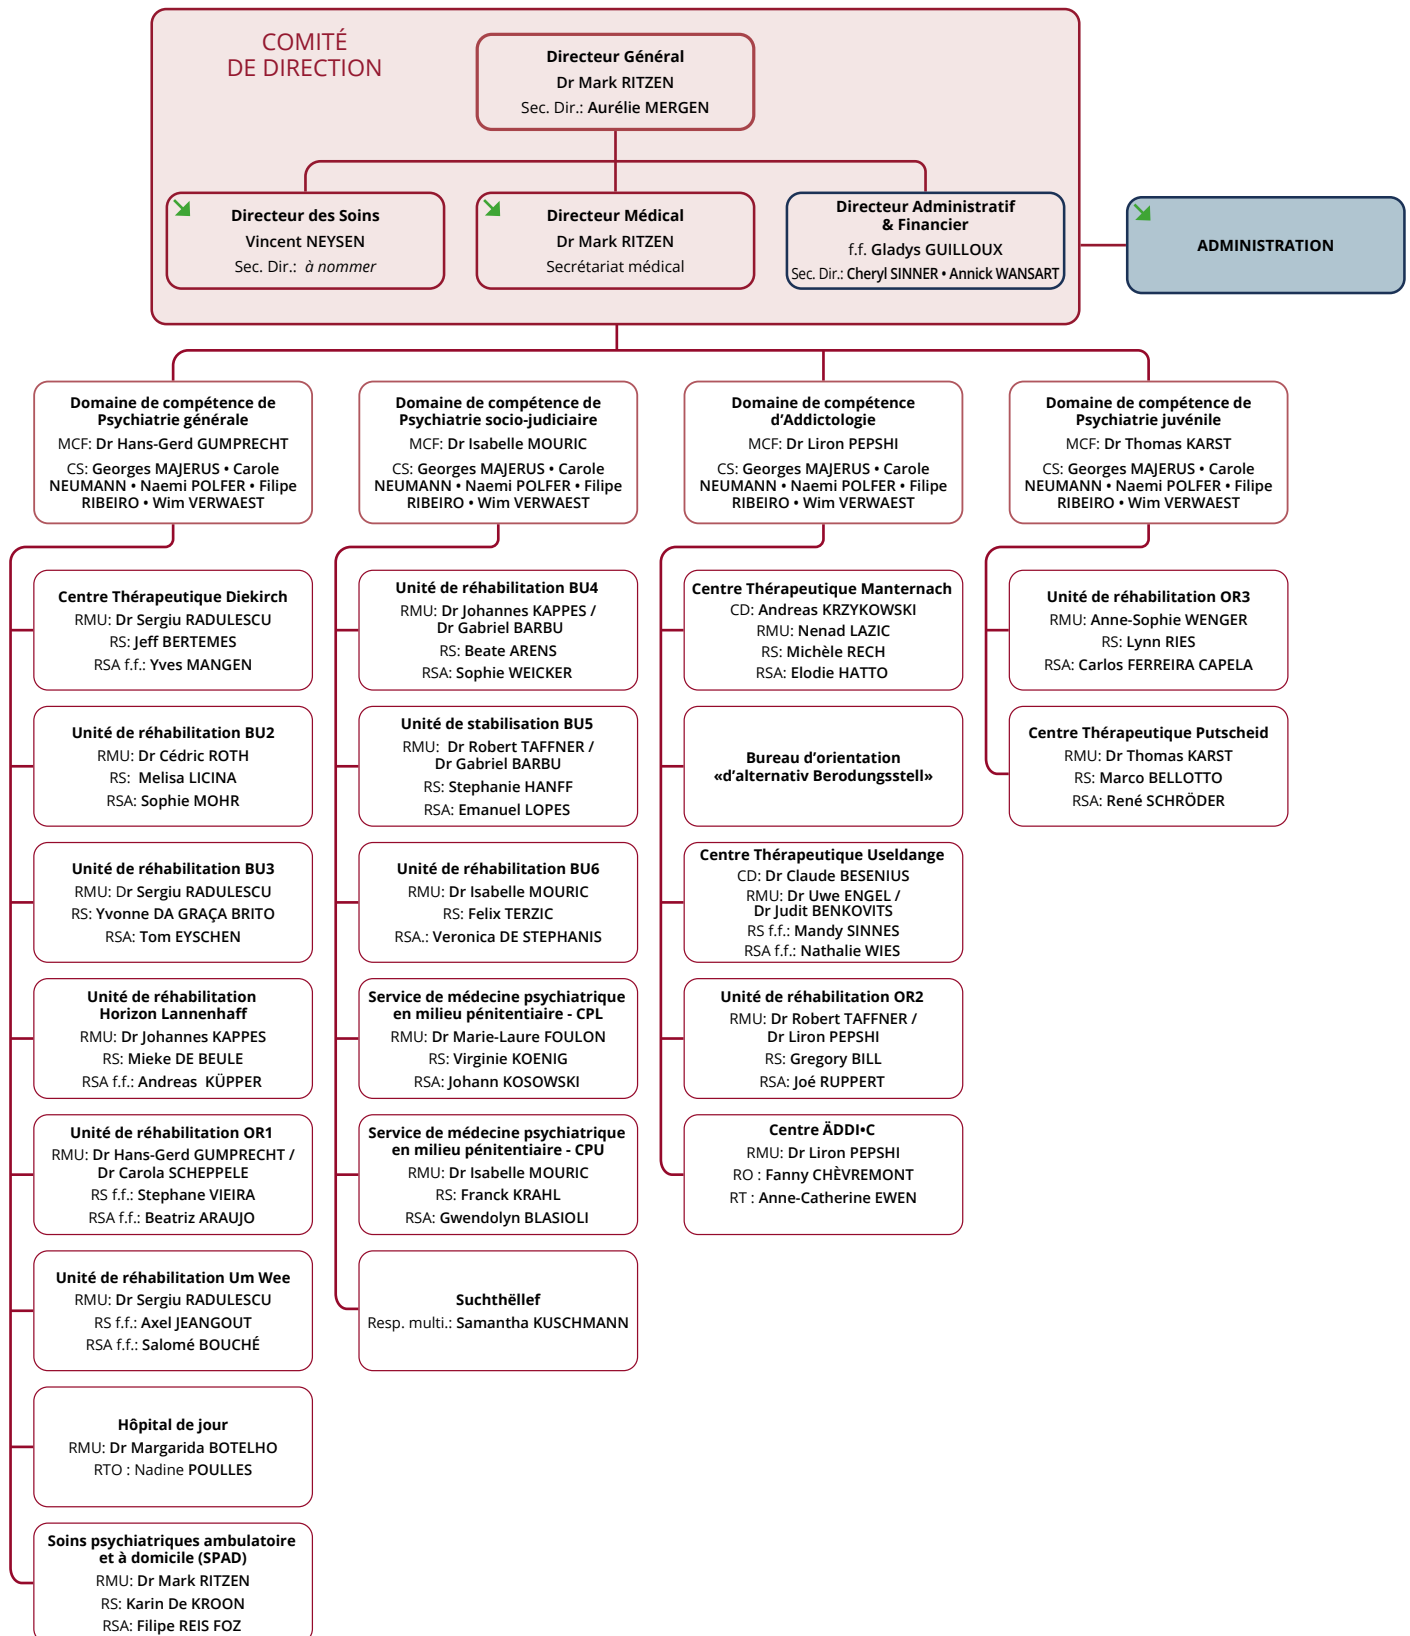 COMITÉ
DE DIRECTION
Directeur Général
Dr Mark RITZEN
Sec. Dir.: Aurélie MERGEN
Directeur des Soins
Vincent NEYSEN
Sec. Dir.: à nommer
Directeur Médical
Dr Mark RITZEN
Secrétariat médical
Directeur Administratif
& Financier
f.f. Gladys GUILLOUX
Sec. Dir.: Cheryl SINNER • Annick WANSART
ADMINISTRATION
Domaine de compétence de
Psychiatrie générale
MCF: Dr Hans-Gerd GUMPRECHT
CS: Georges MAJERUS • Carole
NEUMANN • Naemi POLFER • Filipe
RIBEIRO • Wim VERWAEST
Centre Thérapeutique Diekirch
RMU: Dr Sergiu RADULESCU
RS: Jeff BERTEMES
RSA f.f.: Yves MANGEN
Unité de réhabilitation BU2
RMU: Dr Cédric ROTH
RS: Melisa LICINA
RSA: Sophie MOHR
Unité de réhabilitation BU3
RMU: Dr Sergiu RADULESCU
RS: Yvonne DA GRAÇA BRITO
RSA: Tom EYSCHEN
Unité de réhabilitation
Horizon Lannenhaff
RMU: Dr Johannes KAPPES
RS: Mieke DE BEULE
RSA f.f.: Andreas KÜPPER
Unité de réhabilitation OR1
RMU: Dr Hans-Gerd GUMPRECHT /
Dr Carola SCHEPPELE
RS f.f.: Stephane VIEIRA
RSA f.f.: Beatriz ARAUJO
Unité de réhabilitation Um Wee
RMU: Dr Sergiu RADULESCU
RS f.f.: Axel JEANGOUT
RSA f.f.: Salomé BOUCHÉ
Hôpital de jour
RMU: Dr Margarida BOTELHO
RTO : Nadine POULLES
Soins psychiatriques ambulatoire
et à domicile (SPAD)
RMU: Dr Mark RITZEN
RS: Karin De KROON
RSA: Filipe REIS FOZ
Domaine de compétence de
Psychiatrie socio-judiciaire
MCF: Dr Isabelle MOURIC
CS: Georges MAJERUS • Carole
NEUMANN • Naemi POLFER • Filipe
RIBEIRO • Wim VERWAEST
Unité de réhabilitation BU4
RMU: Dr Johannes KAPPES /
Dr Gabriel BARBU
RS: Beate ARENS
RSA: Sophie WEICKER
Unité de stabilisation BU5
RMU: Dr Robert TAFFNER /
Dr Gabriel BARBU
RS: Stephanie HANFF
RSA: Emanuel LOPES
Unité de réhabilitation BU6
RMU: Dr Isabelle MOURIC
RS: Felix TERZIC
RSA.: Veronica DE STEPHANIS
Service de médecine psychiatrique
en milieu pénitentiaire - CPL
RMU: Dr Marie-Laure FOULON
RS: Virginie KOENIG
RSA: Johann KOSOWSKI
Service de médecine psychiatrique
en milieu pénitentiaire - CPU
RMU: Dr Isabelle MOURIC
RS: Franck KRAHL
RSA: Gwendolyn BLASIOLI
Suchthëllef
Resp. multi.: Samantha KUSCHMANN
Domaine de compétence
d'Addictologie
MCF: Dr Liron PEPSHI
CS: Georges MAJERUS • Carole
NEUMANN • Naemi POLFER • Filipe
RIBEIRO • Wim VERWAEST
Centre Thérapeutique Manternach
CD: Andreas KRZYKOWSKI
RMU: Nenad LAZIC
RS: Michèle RECH
RSA: Elodie HATTO
Bureau d'orientation
«d'alternativ Berodungsstell»
Centre Thérapeutique Useldange
CD: Dr Claude BESENIUS
RMU: Dr Uwe ENGEL /
Dr Judit BENKOVITS
RS f.f.: Mandy SINNES
RSA f.f.: Nathalie WIES
Unité de réhabilitation OR2
RMU: Dr Robert TAFFNER /
Dr Liron PEPSHI
RS: Gregory BILL
RSA: Joé RUPPERT
Centre ÄDDI•C
RMU: Dr Liron PEPSHI
RO : Fanny CHÈVREMONT
RT : Anne-Catherine EWEN
Domaine de compétence de
Psychiatrie juvénile
MCF: Dr Thomas KARST
CS: Georges MAJERUS • Carole
NEUMANN • Naemi POLFER • Filipe
RIBEIRO • Wim VERWAEST
Unité de réhabilitation OR3
RMU: Anne-Sophie WENGER
RS: Lynn RIES
RSA: Carlos FERREIRA CAPELA
Centre Thérapeutique Putscheid
RMU: Dr Thomas KARST
RS: Marco BELLOTTO
RSA: René SCHRÖDER